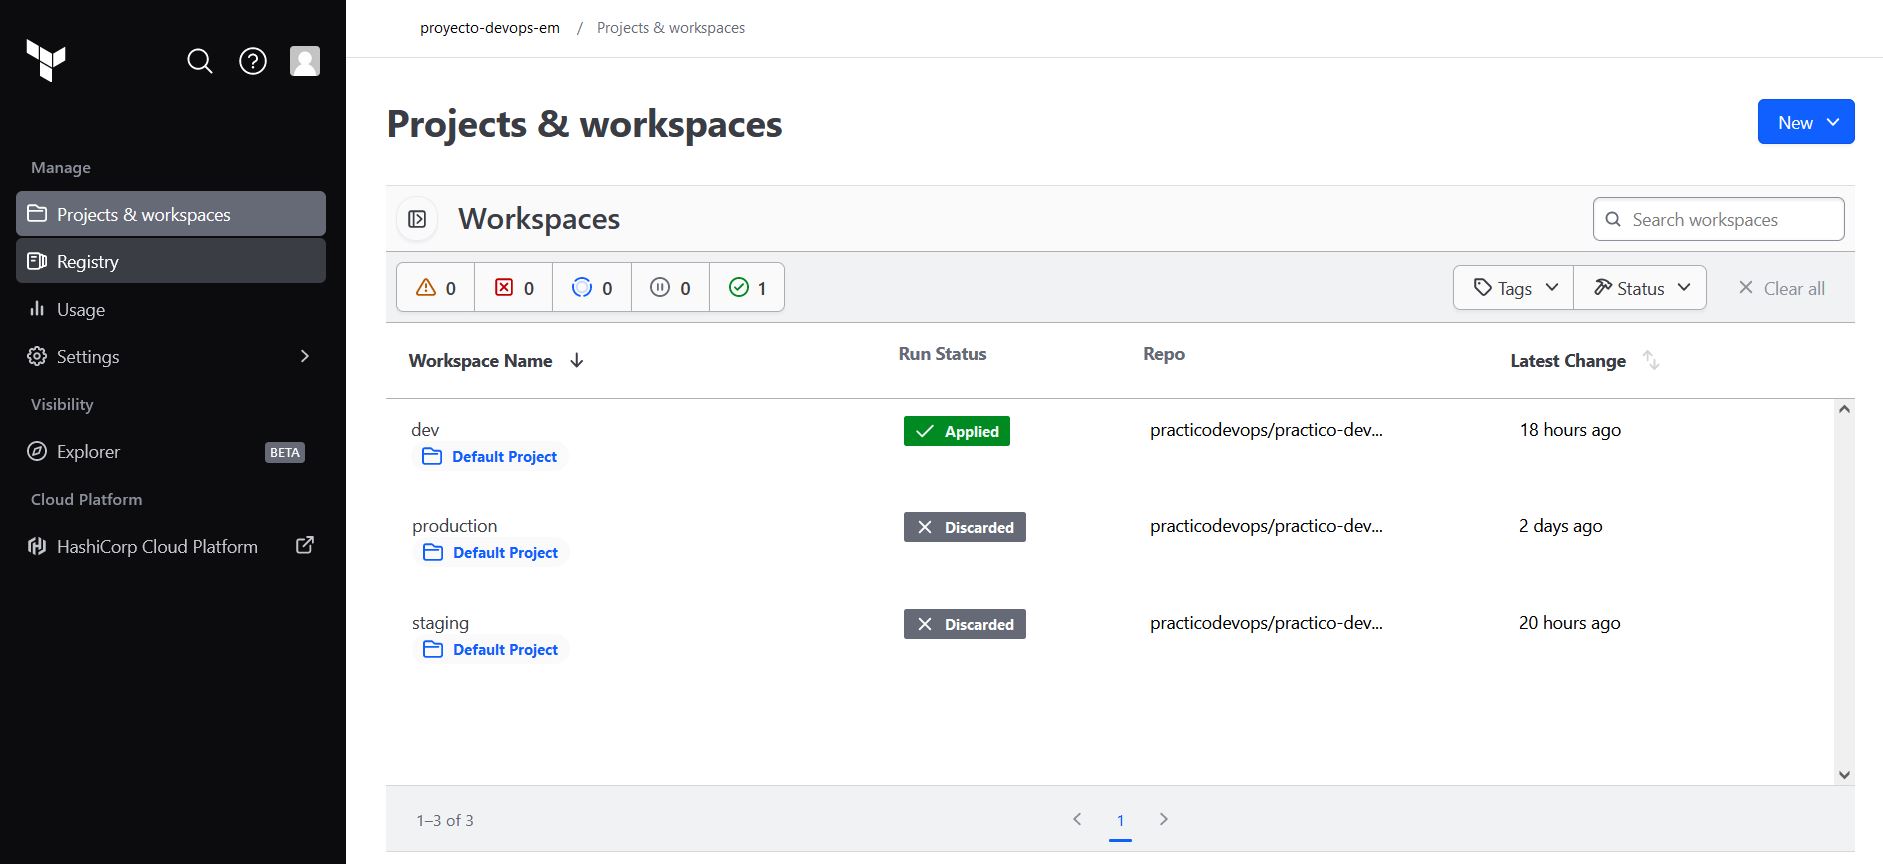 proyecto-devops-em / Projects & workspaces
Manage
Projects & workspaces
Registry
Usage
Settings
Visibility
Explorer BETA
Cloud Platform
HashiCorp Cloud Platform
Projects & workspaces
New
Workspaces
Search workspaces
0 0 0 0 1
Tags Status Clear all
Workspace Name Run Status Repo Latest Change
dev Applied practicodevops/practico-dev... 18 hours ago
Default Project
production Discarded practicodevops/practico-dev... 2 days ago
Default Project
staging Discarded practicodevops/practico-dev... 20 hours ago
Default Project
1–3 of 3 1